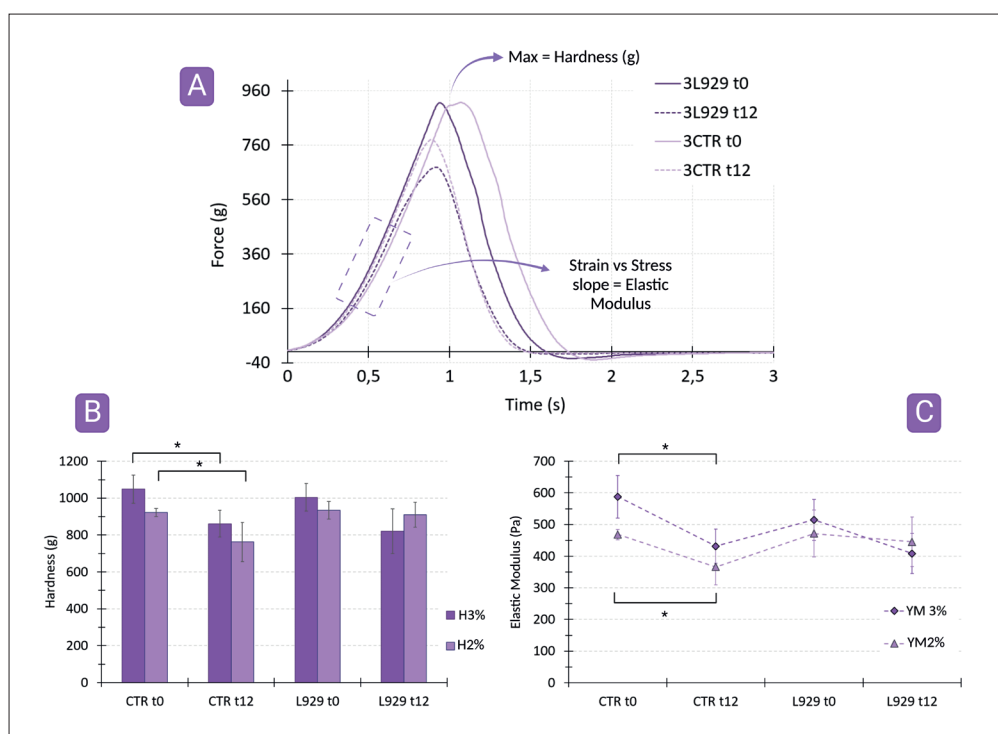 A
Max = Hardness (g)
960
760
560
360
160
-40
Force (g)
3L929 t0
3L929 t12
3CTR t0
3CTR t12
Strain vs Stress
slope = Elastic
Modulus
0
0,5
1
1,5
2
2,5
3
Time (s)
B
*
*
1200
1000
800
600
400
200
0
Hardness (g)
H3%
H2%
CTR t0
CTR t12
L929 t0
L929 t12
C
*
*
700
600
500
400
300
200
100
0
Elastic Modulus (Pa)
YM 3%
YM2%
CTR t0
CTR t12
L929 t0
L929 t12